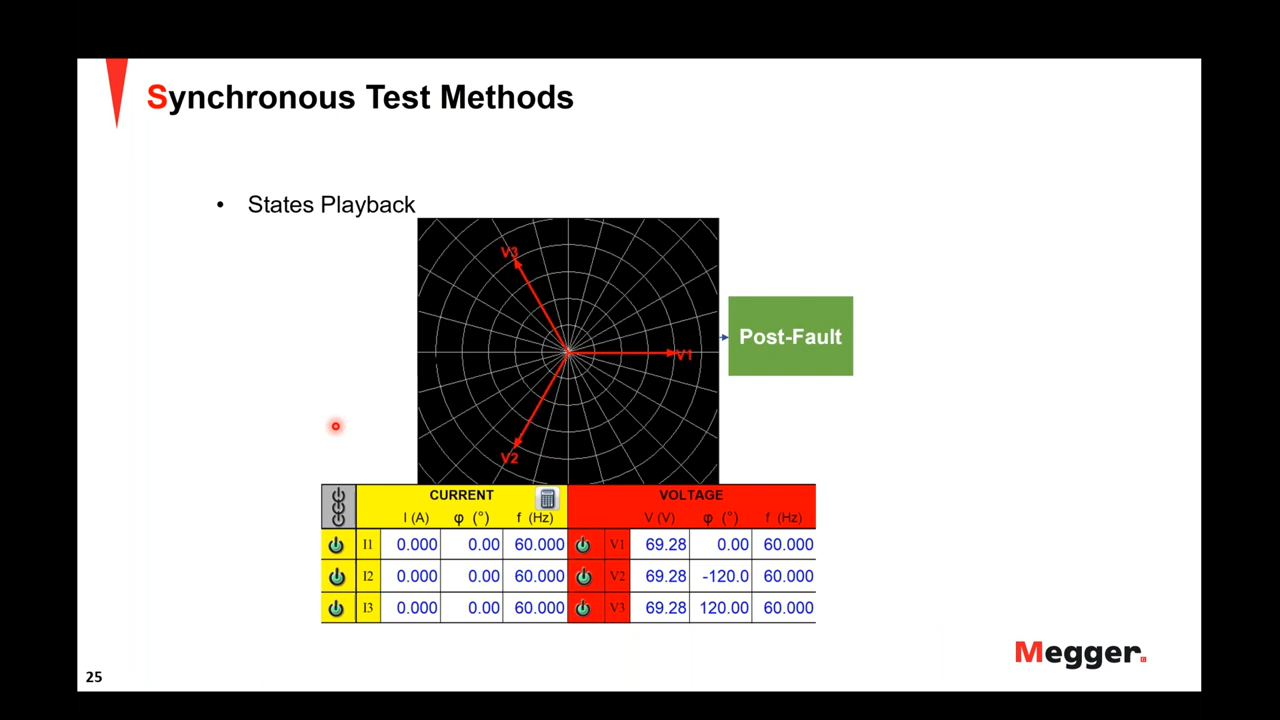 Synchronous Test Methods
• States Playback
V3
V1
Post-Fault
V2
CURRENT VOLTAGE
I (A) φ (°) f (Hz) V (V) φ (°) f (Hz)
I1 0.000 0.00 60.000 V1 69.28 0.00 60.000
I2 0.000 0.00 60.000 V2 69.28 -120.0 60.000
I3 0.000 0.00 60.000 V3 69.28 120.00 60.000
Megger
25